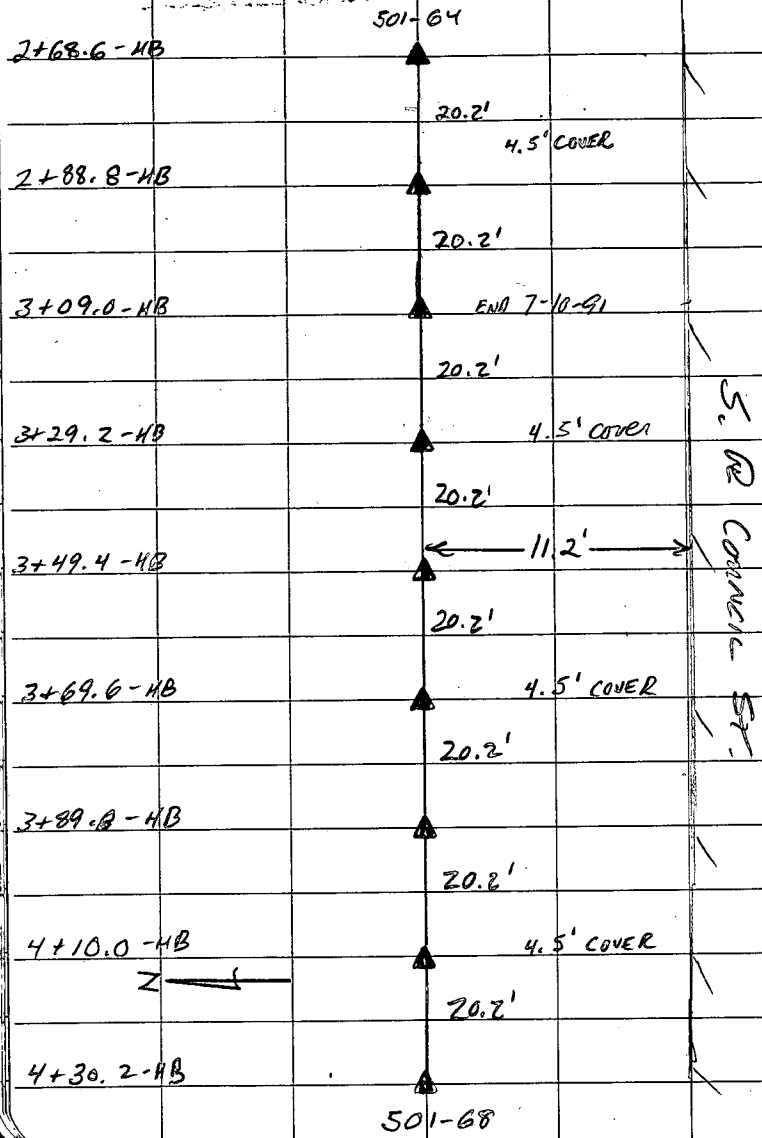 501-64
2+68.6-HB
20.2'
4.5' COVER
2+88.8-HB
20.2'
3+09.0-HB
END 7-10-91
20.2'
3+29.2-HB
4.5' COVER
20.2'
11.2'
3+49.4-HB
20.2'
3+69.6-HB
4.5' COVER
20.2'
3+89.8-HB
20.2'
4+10.0-HB
4.5' COVER
N
20.2'
4+30.2-HB
501-68
S. COUNCIL ST.